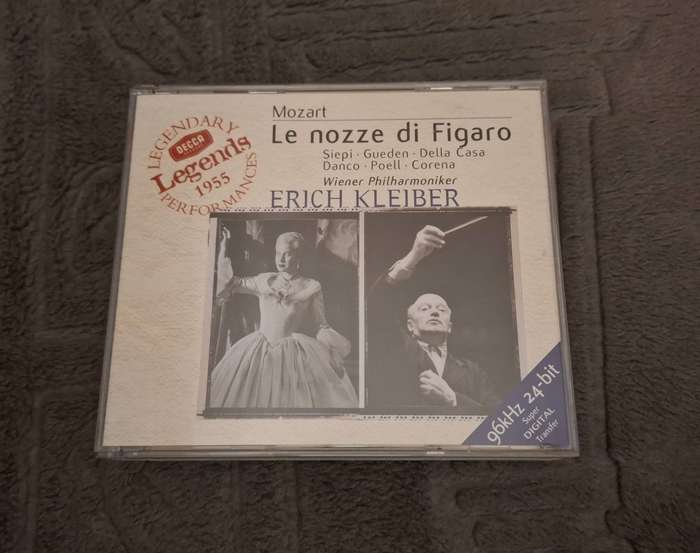 LEGENDARY
DECCA
Legends
1955
PERFORMANCES
Mozart
Le nozze di Figaro
Siepi · Gueden · Della Casa
Danco · Poell · Corena
Wiener Philharmoniker
ERICH KLEIBER
96kHz 24-bit
Super
DIGITAL
Transfer